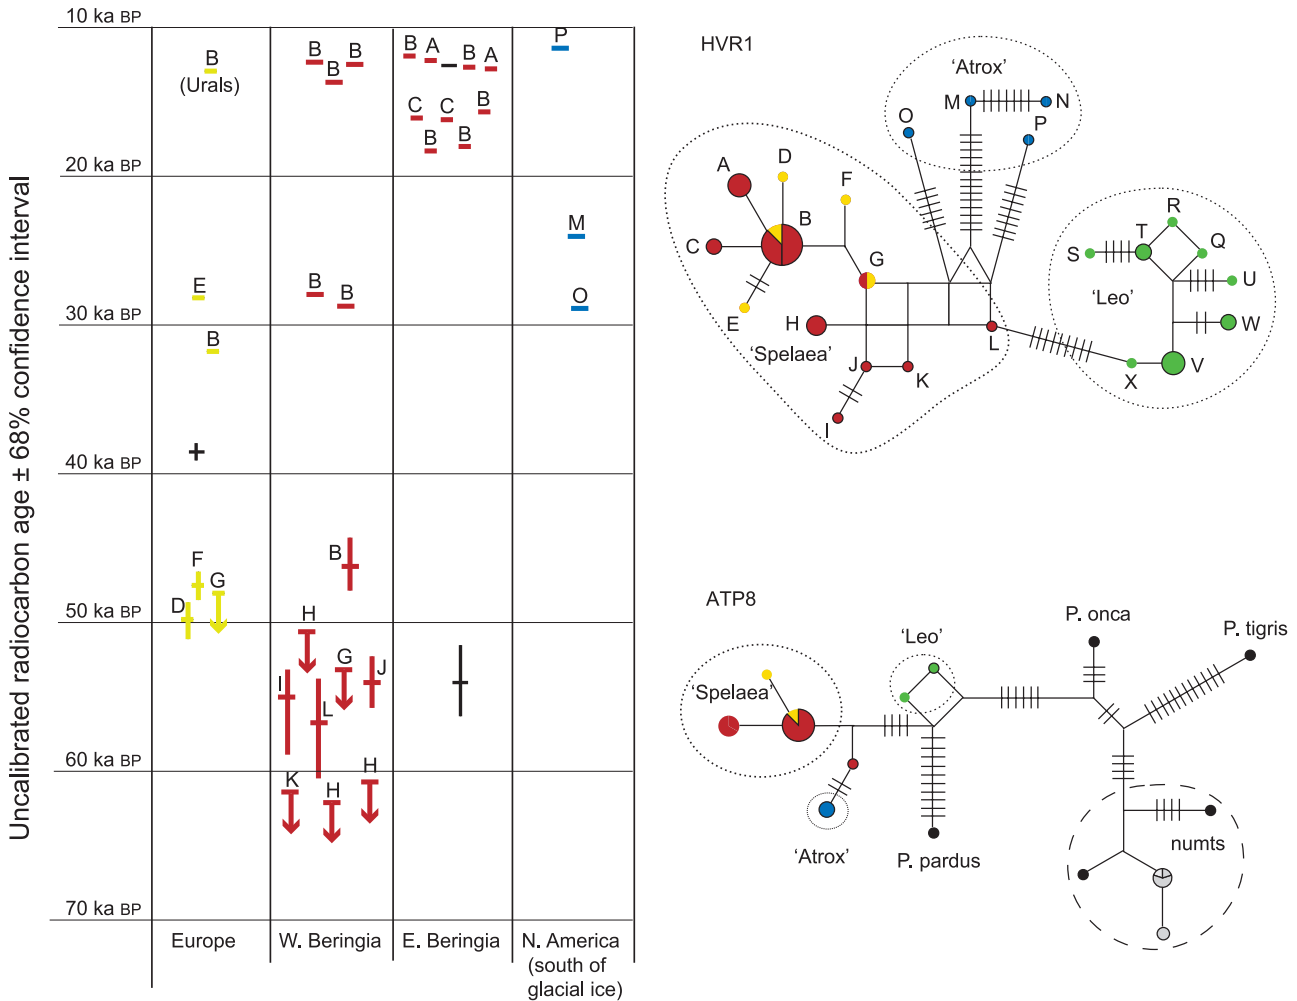 Uncalibrated radiocarbon age ± 68% confidence interval
10 ka BP
20 ka BP
30 ka BP
40 ka BP
50 ka BP
60 ka BP
70 ka BP
B
(Urals)
E
B
F
G
D
Europe
B
B
B
B
B
B
H
G
J
I
L
K
H
H
W. Beringia
B
A
B
A
C
C
B
B
B
E. Beringia
P
M
O
N. America
(south of
glacial ice)
HVR1
'Atrox'
M
N
O
P
A
D
F
B
C
G
E
H
'Spelaea'
L
J
K
I
R
T
S
Q
'Leo'
U
W
X
V
ATP8
P. onca
P. tigris
'Leo'
'Spelaea'
'Atrox'
P. pardus
numts